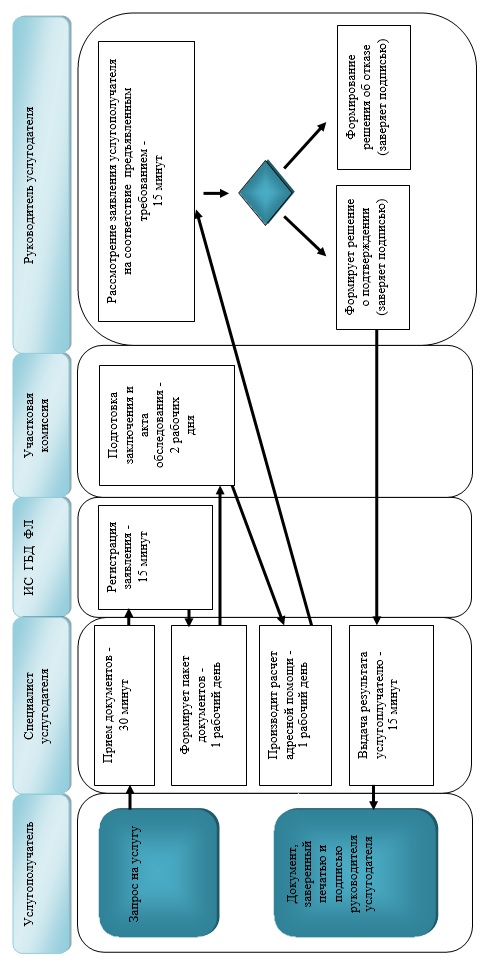 Услугополучатель
Специалист
услугодателя
ИС ГБД ФЛ
Участковая
комиссия
Руководитель услугодателя
Запрос на услугу
Документ,
заверенный
печатью и
подписью
руководителя
услугодателя
Прием документов -
30 минут
Формирует пакет
документов -
1 рабочий день
Производит расчет
адресной помощи -
1 рабочий день
Выдача результата
услугоплучателю -
15 минут
Регистрация
заявления -
15 минут
Подготовка
заключения и
акта
обследования -
2 рабочих
дня
Рассмотрение заявления услугополучателя
на соответствие предъявленным
требованием -
15 минут
Формирует решение
о подтверждении
(заверяет подписью)
Формирование
решения об отказе
(заверяет подписью)